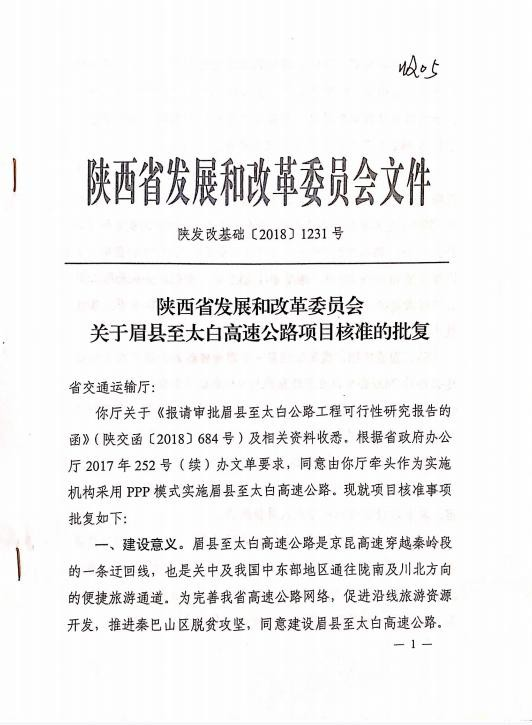 陕西省发展和改革委员会文件
陕发改基础〔2018〕1231号
陕西省发展和改革委员会
关于眉县至太白高速公路项目核准的批复
省交通运输厅：
你厅关于《报请审批眉县至太白公路工程可行性研究报告的
函》（陕交函〔2018〕684号）及相关资料收悉。根据省政府办公
厅2017年252号（续）办文单要求，同意由你厅牵头作为实施
机构采用PPP模式实施眉县至太白高速公路。现就项目核准事项
批复如下：
一、建设意义。眉县至太白高速公路是京昆高速穿越秦岭段
的一条迂回线，也是关中及我国中东部地区通往陇南及川北方向
的便捷旅游通道。为完善我省高速公路网络，促进沿线旅游资源
开发，推进秦巴山区脱贫攻坚，同意建设眉县至太白高速公路。
— 1 —